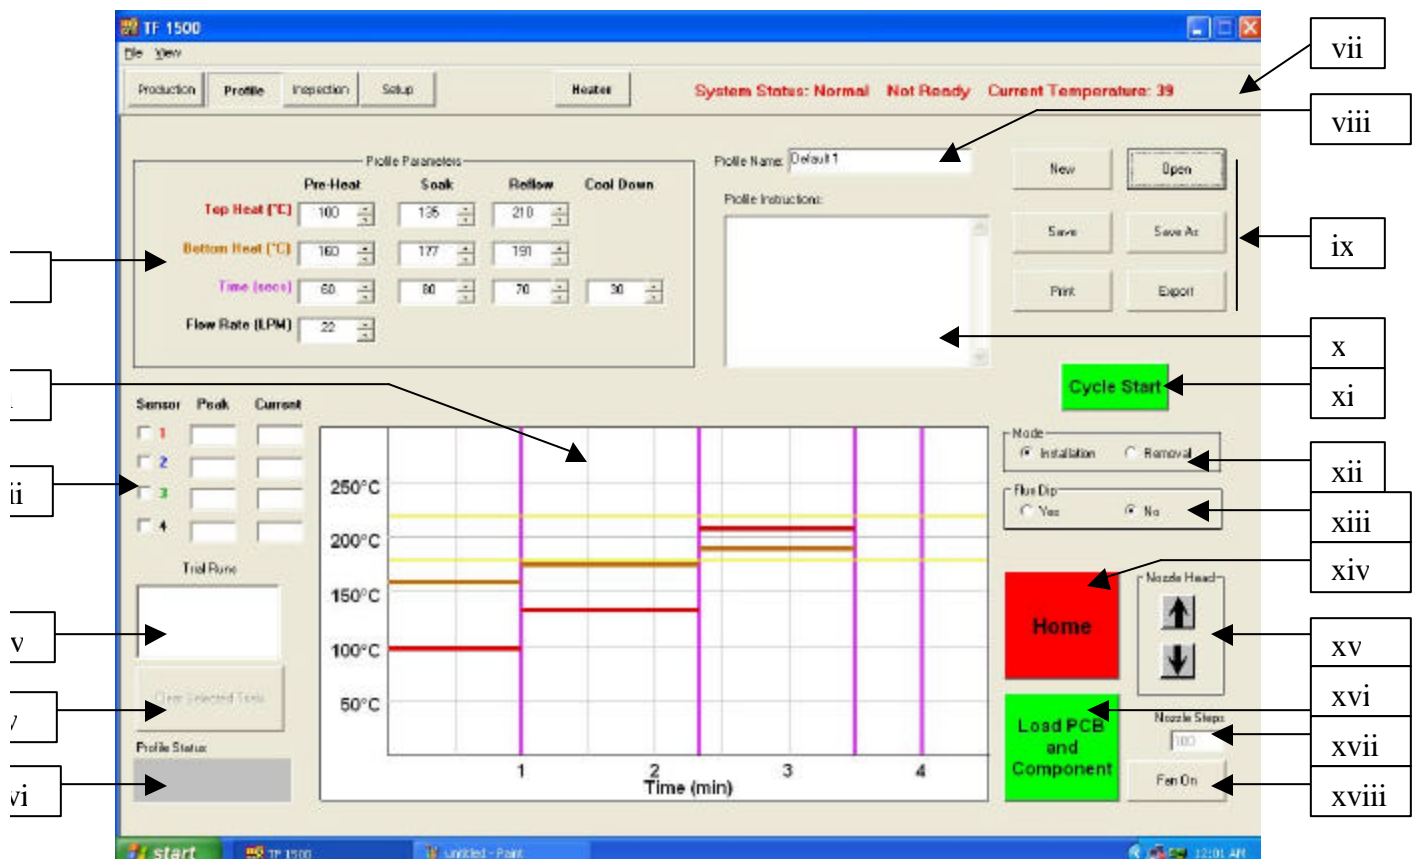 TF 1500
File View
vii
Production Profile Inspection Setup Heater System Status: Normal Not Ready Current Temperature: 39
viii
Profile Parameters
Profile Name: Default1
New Open
Pre-Heat Soak Reflow Cool Down
Profile Instructions:
Top Heat (°C) 100 135 210
Save Save As
ix
Bottom Heat (°C) 160 177 191
Time (secs) 60 80 70 30
Print Export
Flow Rate (LPM) 22
x
Cycle Start
xi
Sensor Peak Current
1
2
3
4
Mode
Installation Removal
xii
ii
Flux Dip
Yes No
xiii
250°C
200°C
150°C
100°C
50°C
1 2 3 4
Time (min)
Trial Runs
xiv
Home
Nozzle Head
v
xv
Clear Selected Trials
xvi
Load PCB
and
Component
Nozzle Steps
100
xvii
Profile Status
vi
Fan On
xviii
start TF 1500 untitled - Paint 12:01 AM